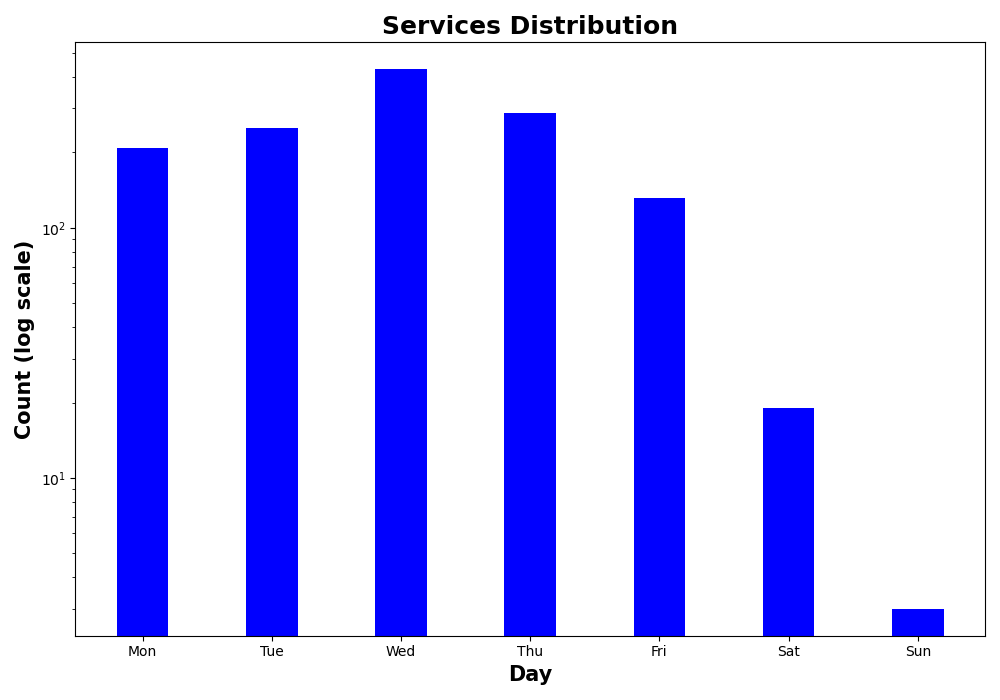 Services Distribution
Count (log scale)
10²
10¹
Mon Tue Wed Thu Fri Sat Sun
Day